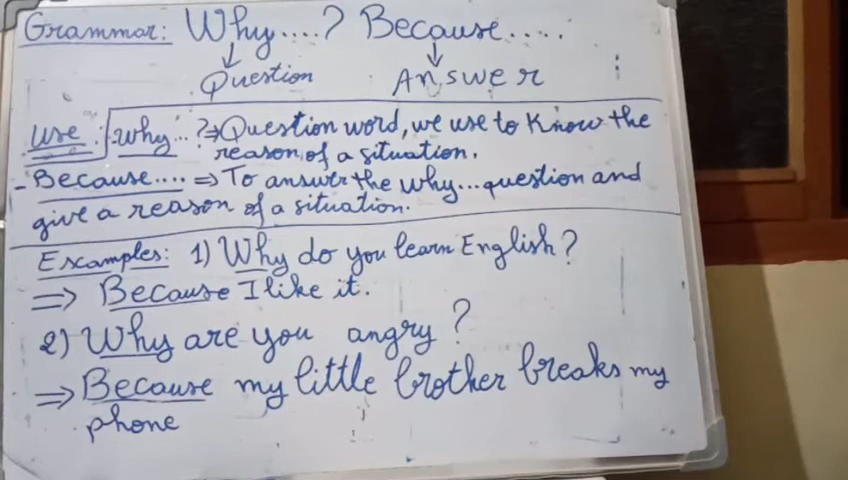 Grammar: Why....? Because.....
↓ ↓
Question Answer
Use: Why...? ⇒ Question word, we use to know the
reason of a situation.
- Because.... ⇒ To answer the why...question and
give a reason of a situation.
Examples: 1) Why do you learn English?
⇒ Because I like it.
2) Why are you angry?
⇒ Because my little brother breaks my
phone